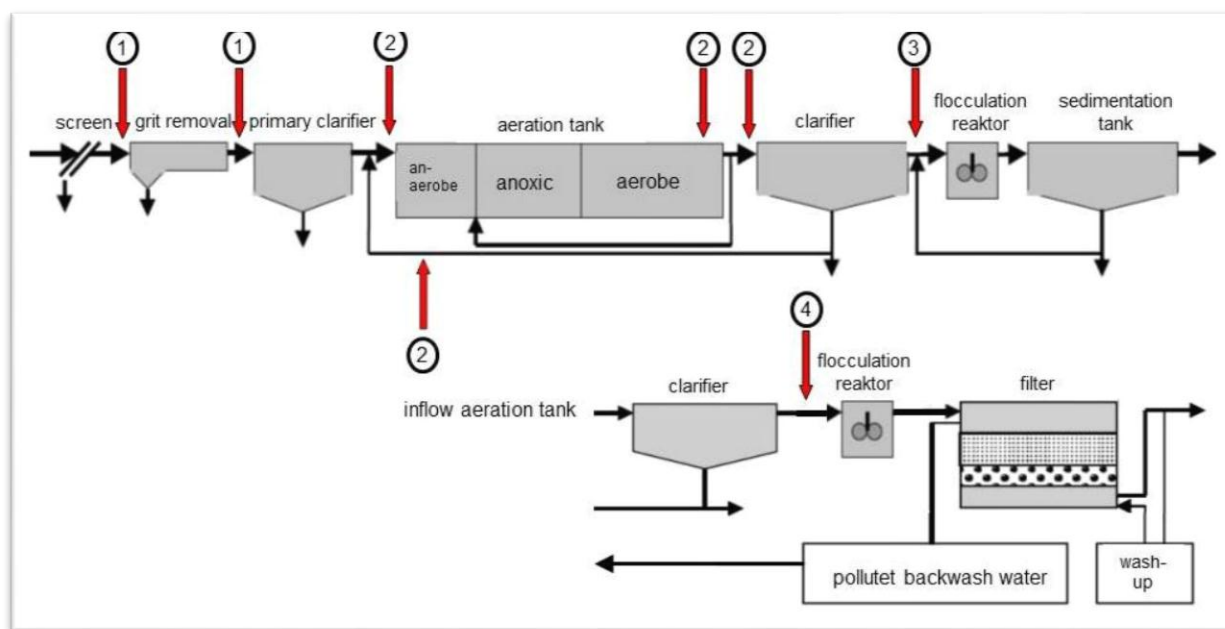 1
1
2
2
2
3
screen
grit removal
primary clarifier
aeration tank
clarifier
flocculation
reaktor
sedimentation
tank
an-
aerobe
anoxic
aerobe
2
4
inflow aeration tank
clarifier
flocculation
reaktor
filter
pollutet backwash water
wash-
up